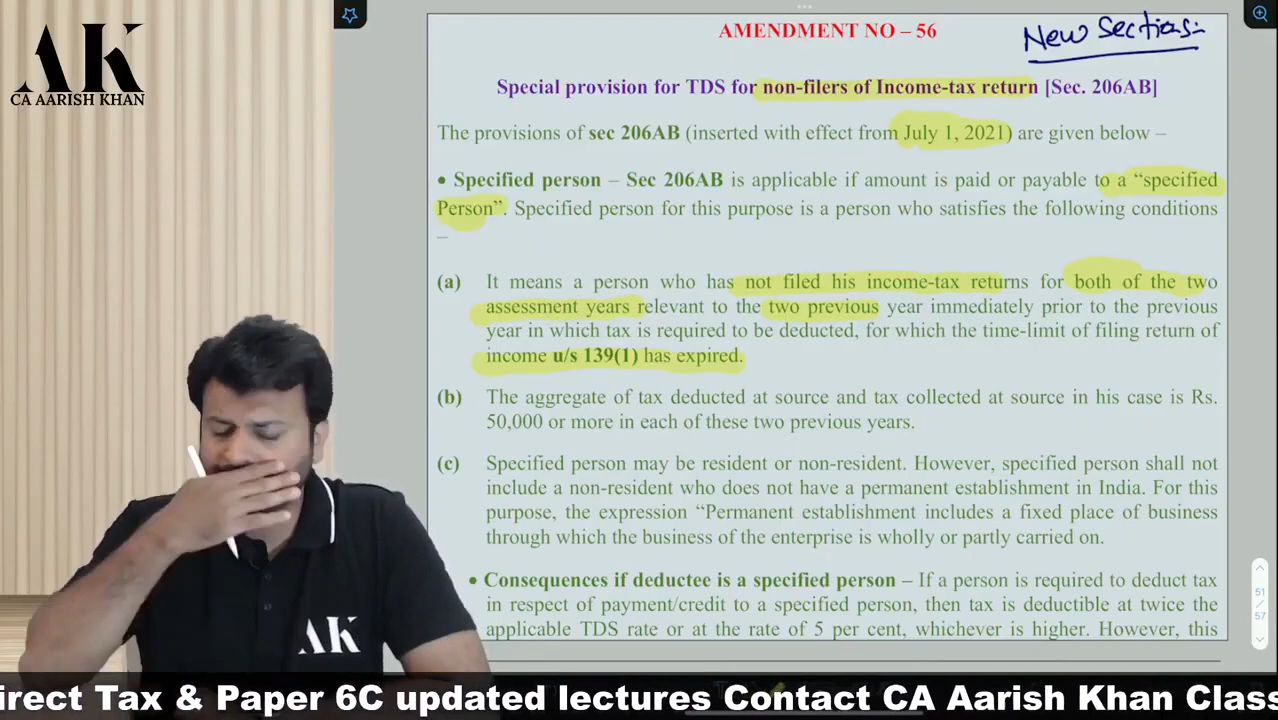 AK
CA AARISH KHAN
AMENDMENT NO – 56
New Sections:-
Special provision for TDS for non-filers of Income-tax return [Sec. 206AB]
The provisions of sec 206AB (inserted with effect from July 1, 2021) are given below –
• Specified person – Sec 206AB is applicable if amount is paid or payable to a “specified
Person”. Specified person for this purpose is a person who satisfies the following conditions
–
(a) It means a person who has not filed his income-tax returns for both of the two
assessment years relevant to the two previous year immediately prior to the previous
year in which tax is required to be deducted, for which the time-limit of filing return of
income u/s 139(1) has expired.
(b) The aggregate of tax deducted at source and tax collected at source in his case is Rs.
50,000 or more in each of these two previous years.
(c) Specified person may be resident or non-resident. However, specified person shall not
include a non-resident who does not have a permanent establishment in India. For this
purpose, the expression “Permanent establishment includes a fixed place of business
through which the business of the enterprise is wholly or partly carried on.
• Consequences if deductee is a specified person – If a person is required to deduct tax
in respect of payment/credit to a specified person, then tax is deductible at twice the
applicable TDS rate or at the rate of 5 per cent, whichever is higher. However, this
51
/
57
AK
irect Tax & Paper 6C updated lectures Contact CA Aarish Khan Class